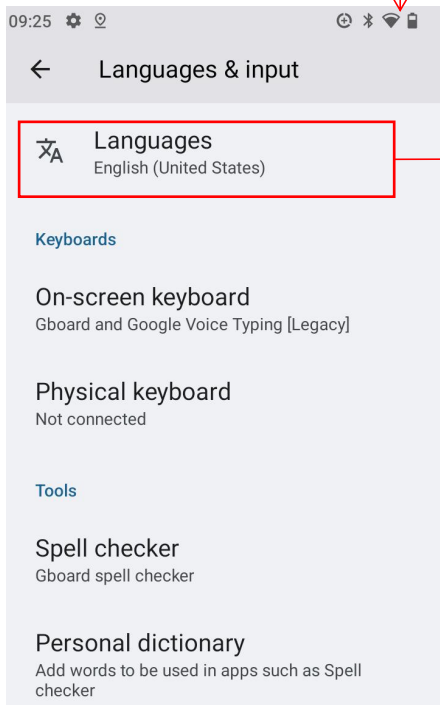 09:25
Languages & input
Languages
English (United States)
Keyboards
On-screen keyboard
Gboard and Google Voice Typing [Legacy]
Physical keyboard
Not connected
Tools
Spell checker
Gboard spell checker
Personal dictionary
Add words to be used in apps such as Spell
checker